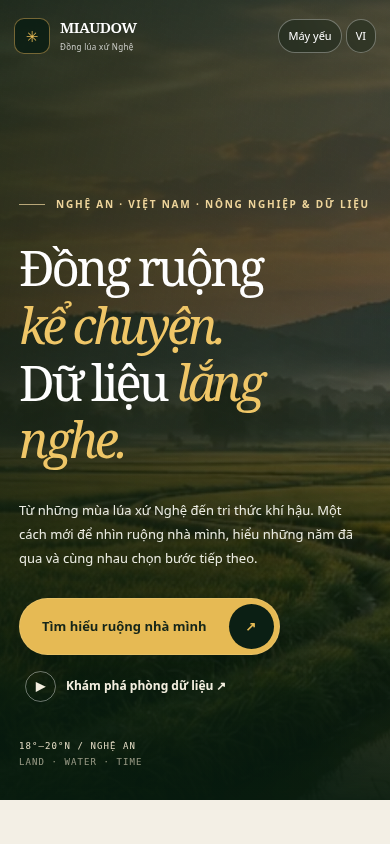 MIAUDOW
Đồng lúa xứ Nghệ
Máy yếu
VI
NGHỆ AN · VIỆT NAM · NÔNG NGHIỆP & DỮ LIỆU
Đồng ruộng
kể chuyện.
Dữ liệu lắng
nghe.
Từ những mùa lúa xứ Nghệ đến tri thức khí hậu. Một
cách mới để nhìn ruộng nhà mình, hiểu những năm đã
qua và cùng nhau chọn bước tiếp theo.
Tìm hiểu ruộng nhà mình ↗
Khám phá phòng dữ liệu ↗
18°–20°N / NGHỆ AN
LAND · WATER · TIME